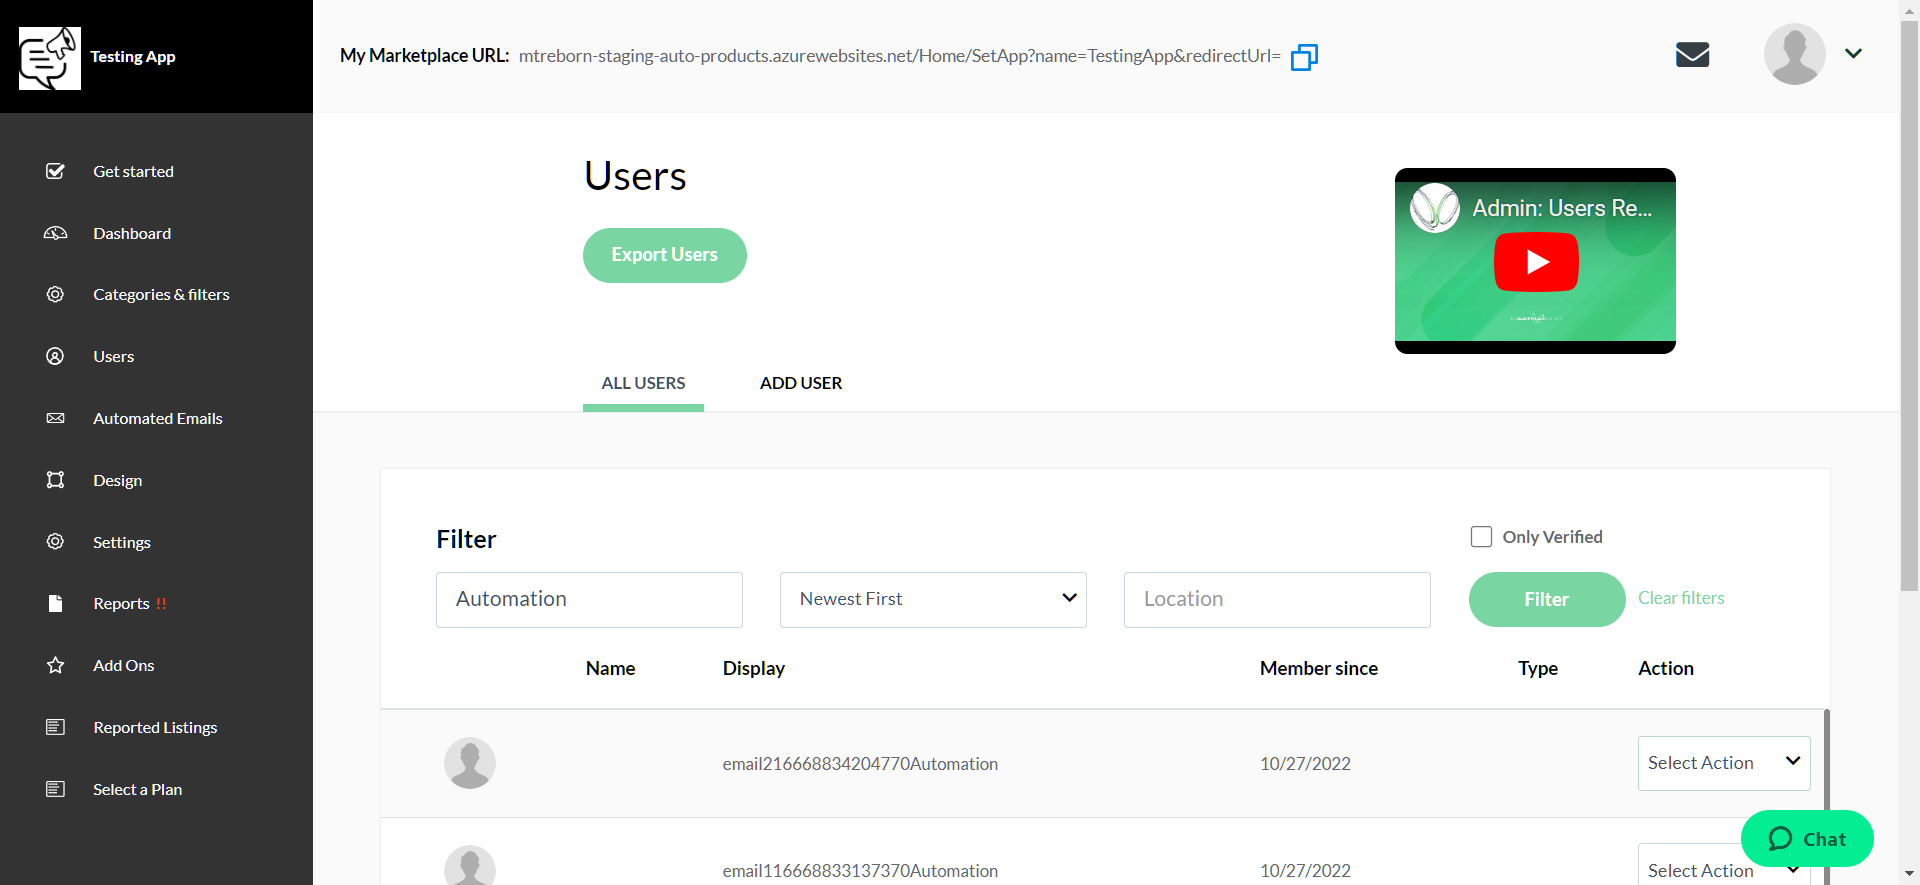 Testing App
My Marketplace URL: mtreborn-staging-auto-products.azurewebsites.net/Home/SetApp?name=TestingApp&redirectUrl=
Get started
Dashboard
Categories & filters
Users
Automated Emails
Design
Settings
Reports !!
Add Ons
Reported Listings
Select a Plan
Users
Export Users
Admin: Users Re...
ALL USERS ADD USER
Filter
Only Verified
Automation Newest First Location Filter Clear filters
Name Display Member since Type Action
email216668834204770Automation 10/27/2022 Select Action
Chat
email116668833137370Automation 10/27/2022 Select Action